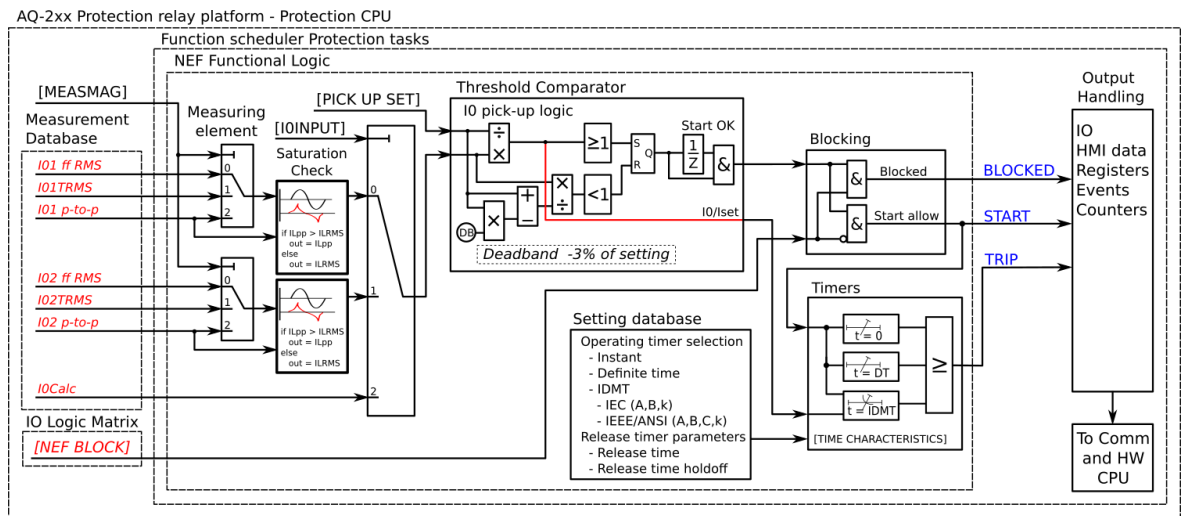 AQ-2xx Protection relay platform - Protection CPU
Function scheduler Protection tasks
NEF Functional Logic
[MEASMAG]
Measurement
Database
I01 ff RMS
I01TRMS
I01 p-to-p
I02 ff RMS
I02TRMS
I02 p-to-p
I0Calc
IO Logic Matrix
[NEF BLOCK]
Measuring
element
0
1
2
0
1
2
Saturation
Check
if ILpp > ILRMS
out = ILpp
else
out = ILRMS
if ILpp > ILRMS
out = ILpp
else
out = ILRMS
[PICK UP SET]
[I0INPUT]
0
1
2
Threshold Comparator
I0 pick-up logic
÷
×
≥1
S
Q
R
Start OK
1
Z
&
×
÷
<1
+
−
×
DB
I0/Iset
Deadband -3% of setting
Blocking
&
Blocked
&
Start allow
BLOCKED
START
TRIP
Timers
t = 0
t = DT
t = IDMT
≥
[TIME CHARACTERISTICS]
Setting database
Operating timer selection
- Instant
- Definite time
- IDMT
- IEC (A,B,k)
- IEEE/ANSI (A,B,C,k)
Release timer parameters
- Release time
- Release time holdoff
Output
Handling
IO
HMI data
Registers
Events
Counters
To Comm
and HW
CPU